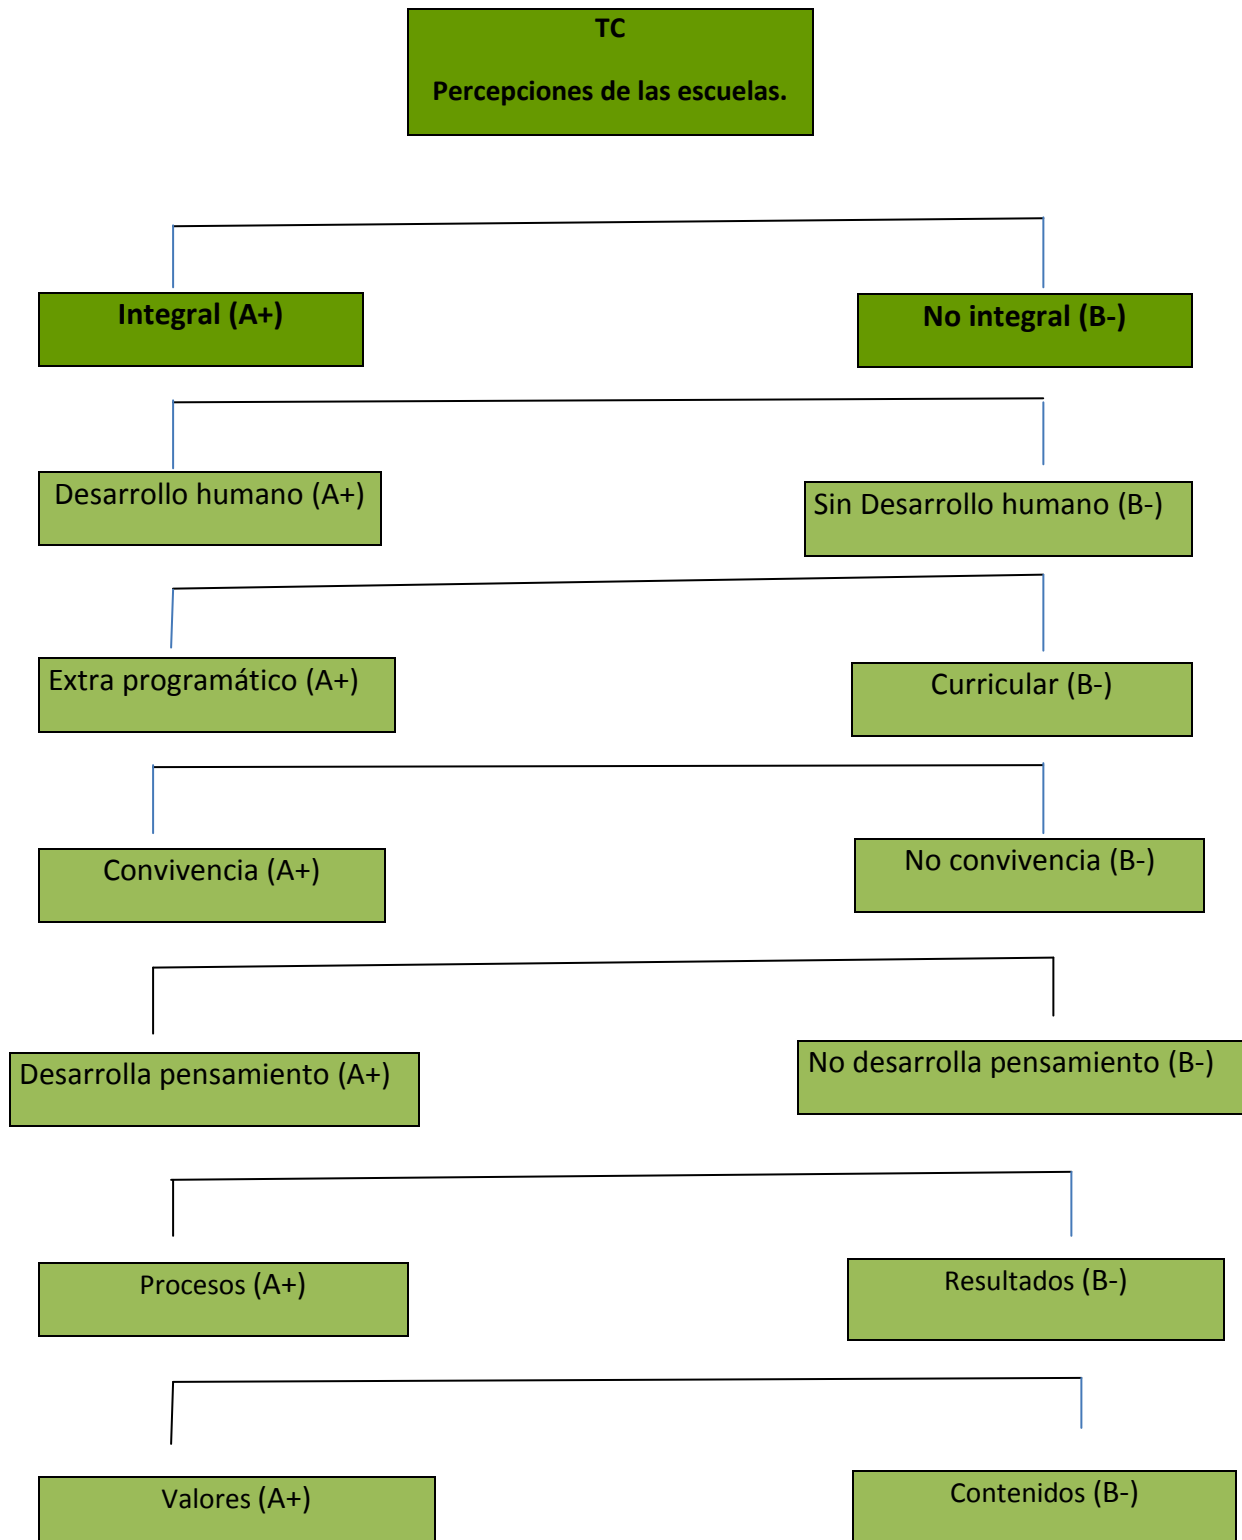 TC
Percepciones de las escuelas.
Integral (A+)
No integral (B-)
Desarrollo humano (A+)
Sin Desarrollo humano (B-)
Extra programático (A+)
Curricular (B-)
Convivencia (A+)
No convivencia (B-)
Desarrolla pensamiento (A+)
No desarrolla pensamiento (B-)
Procesos (A+)
Resultados (B-)
Valores (A+)
Contenidos (B-)